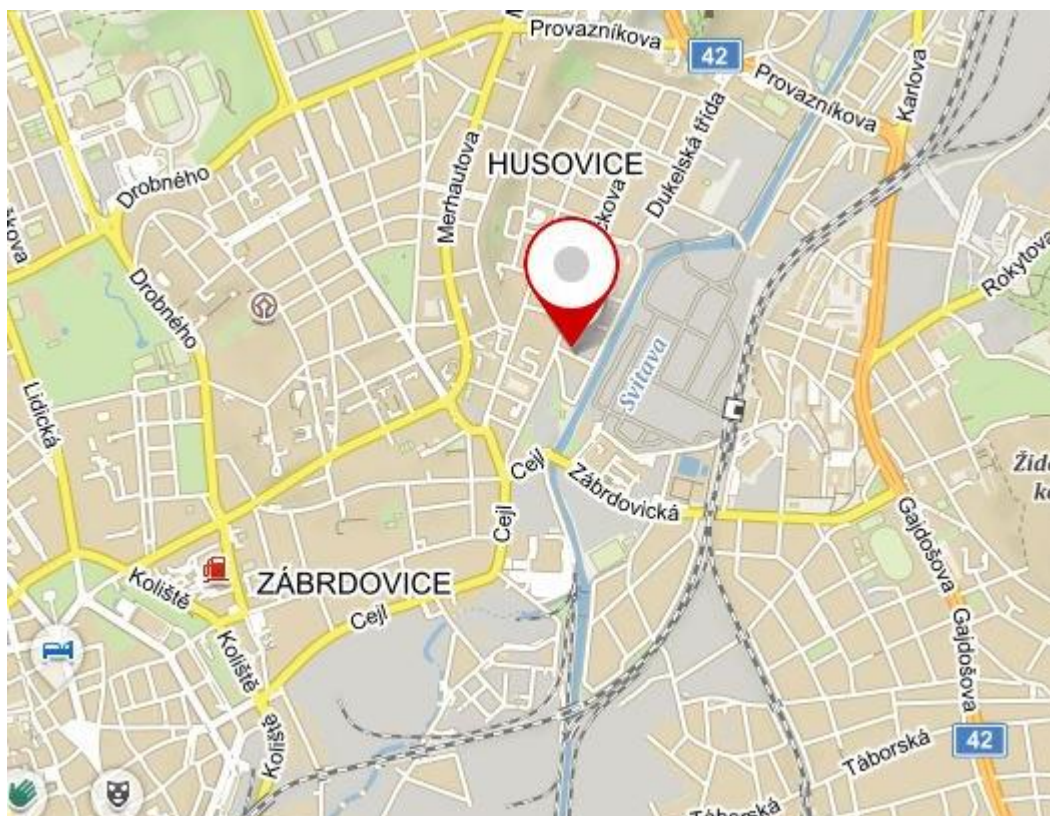 Provazníkova
42
Provazníkova
Karlova
Dukelská třída
HUSOVICE
Merhautova
Drobného
Rokytova
Drobného
Svitava
Lidická
Cejl
Zábrdovická
Cejl
Gajdošova
Koliště
ZÁBRDOVICE
Cejl
Koliště
Gajdošova
Koliště
42
Táborská
Táborská